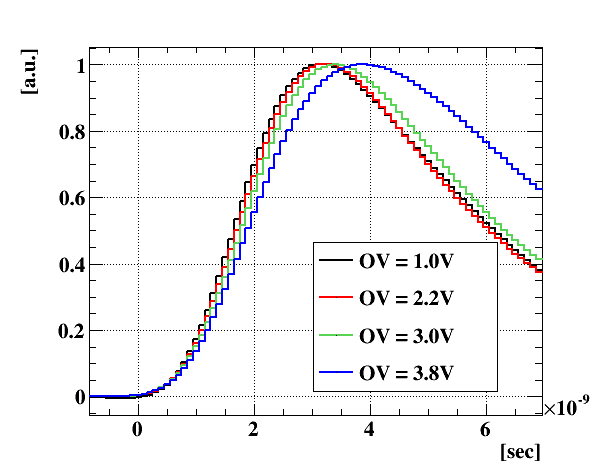 [a.u.]
1
0.8
0.6
0.4
0.2
0
OV = 1.0V
OV = 2.2V
OV = 3.0V
OV = 3.8V
0 2 4 6
×10⁻⁹
[sec]